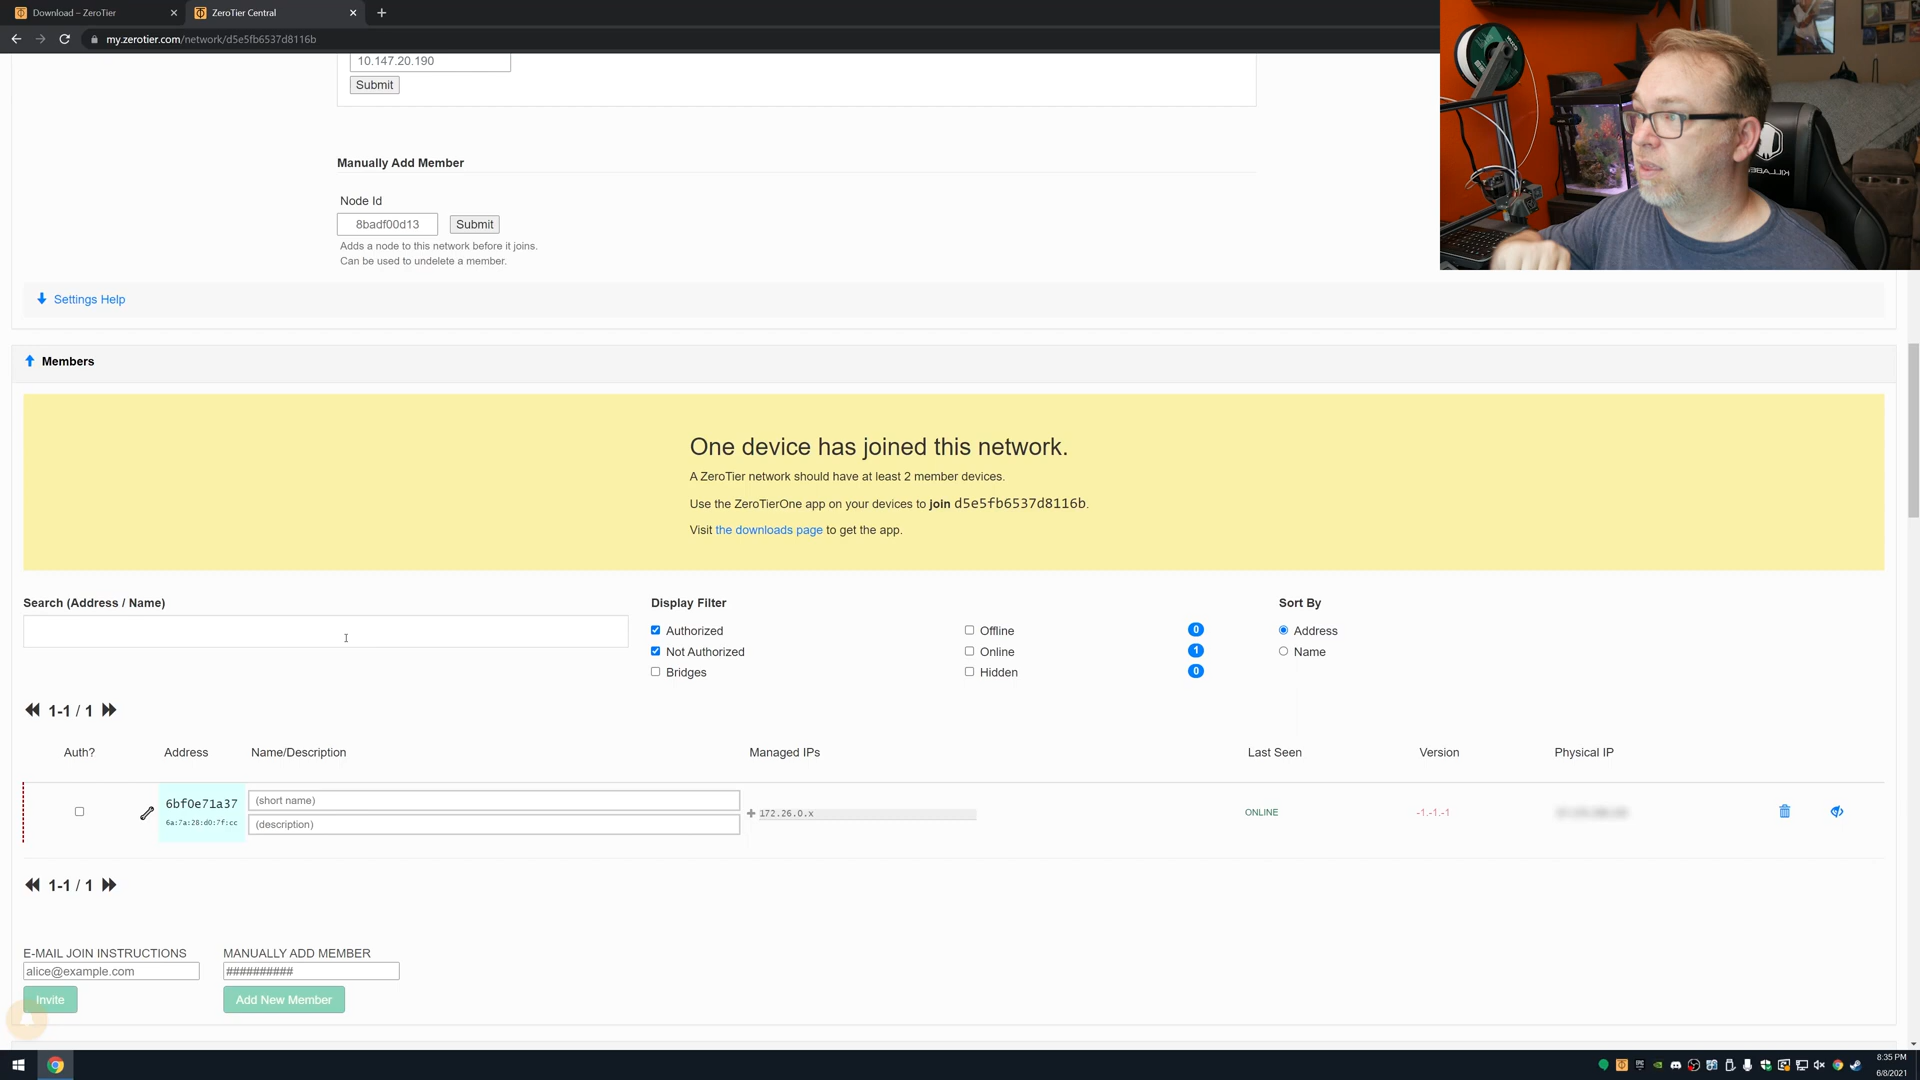 Download – ZeroTier
ZeroTier Central
my.zerotier.com/network/d5e5fb6537d8116b
10.147.20.190
Submit
Manually Add Member
Node Id
8badf00d13
Submit
Adds a node to this network before it joins.
Can be used to undelete a member.
Settings Help
Members
One device has joined this network.
A ZeroTier network should have at least 2 member devices.
Use the ZeroTierOne app on your devices to join d5e5fb6537d8116b.
Visit the downloads page to get the app.
Search (Address / Name)
Display Filter
Sort By
Authorized
Offline
0
Address
Not Authorized
Online
1
Name
Bridges
Hidden
0
1-1 / 1
Auth?
Address
Name/Description
Managed IPs
Last Seen
Version
Physical IP
6bf0e71a37
6a:7a:28:d0:7f:cc
(short name)
(description)
172.26.0.x
ONLINE
-1.-1.-1
1-1 / 1
E-MAIL JOIN INSTRUCTIONS
MANUALLY ADD MEMBER
alice@example.com
##########
Invite
Add New Member
8:35 PM
6/8/2021